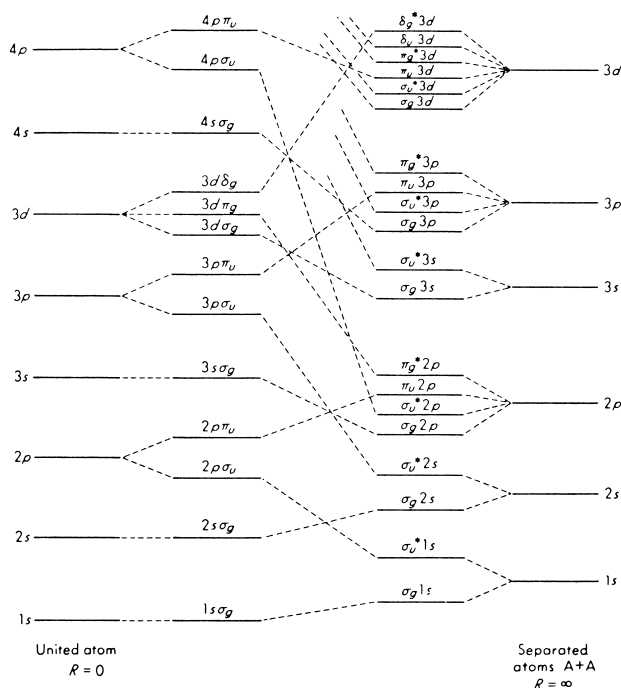 4p
4s
3d
3p
3s
2p
2s
1s
4pπu
4pσu
4sσg
3dδg
3dπg
3dσg
3pπu
3pσu
3sσg
2pπu
2pσu
2sσg
1sσg
δg*3d
δu3d
πg*3d
πu3d
σu*3d
σg3d
πg*3p
πu3p
σu*3p
σg3p
σu*3s
σg3s
πg*2p
πu2p
σu*2p
σg2p
σu*2s
σg2s
σu*1s
σg1s
3d
3p
3s
2p
2s
1s
United atom
R = 0
Separated
atoms A+A
R = ∞